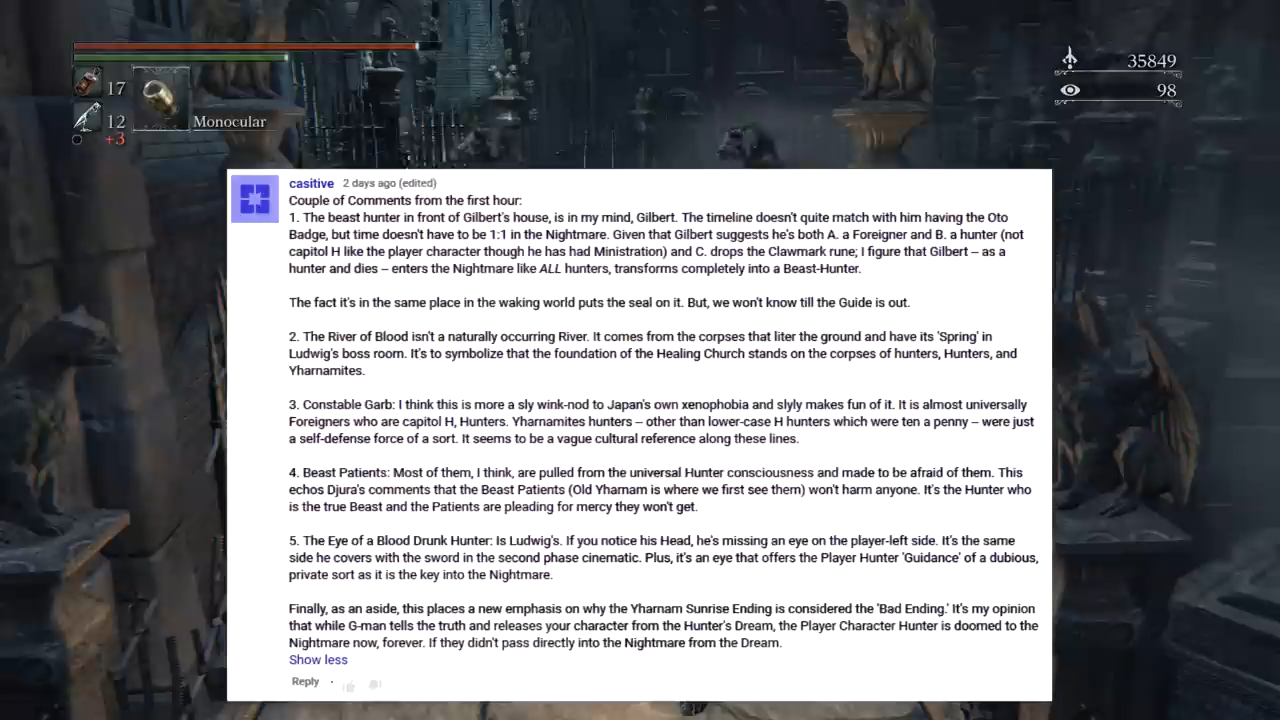 35849
17
98
12
Monocular
+3
casitive 2 days ago (edited)
Couple of Comments from the first hour:
1. The beast hunter in front of Gilbert's house, is in my mind, Gilbert. The timeline doesn't quite match with him having the Oto
Badge, but time doesn't have to be 1:1 in the Nightmare. Given that Gilbert suggests he's both A. a Foreigner and B. a hunter (not
capitol H like the player character though he has had Ministration) and C. drops the Clawmark rune; I figure that Gilbert – as a
hunter and dies – enters the Nightmare like ALL hunters, transforms completely into a Beast-Hunter.
The fact it's in the same place in the waking world puts the seal on it. But, we won't know till the Guide is out.
2. The River of Blood isn't a naturally occurring River. It comes from the corpses that liter the ground and have its 'Spring' in
Ludwig's boss room. It's to symbolize that the foundation of the Healing Church stands on the corpses of hunters, Hunters, and
Yharnamites.
3. Constable Garb: I think this is more a sly wink-nod to Japan's own xenophobia and slyly makes fun of it. It is almost universally
Foreigners who are capitol H, Hunters. Yharnamites hunters – other than lower-case H hunters which were ten a penny – were just
a self-defense force of a sort. It seems to be a vague cultural reference along these lines.
4. Beast Patients: Most of them, I think, are pulled from the universal Hunter consciousness and made to be afraid of them. This
echos Djura's comments that the Beast Patients (Old Yharnam is where we first see them) won't harm anyone. It's the Hunter who
is the true Beast and the Patients are pleading for mercy they won't get.
5. The Eye of a Blood Drunk Hunter: Is Ludwig's. If you notice his Head, he's missing an eye on the player-left side. It's the same
side he covers with the sword in the second phase cinematic. Plus, it's an eye that offers the Player Hunter 'Guidance' of a dubious,
private sort as it is the key into the Nightmare.
Finally, as an aside, this places a new emphasis on why the Yharnam Sunrise Ending is considered the 'Bad Ending.' It's my opinion
that while G-man tells the truth and releases your character from the Hunter's Dream, the Player Character Hunter is doomed to the
Nightmare now, forever. If they didn't pass directly into the Nightmare from the Dream.
Show less
Reply ·